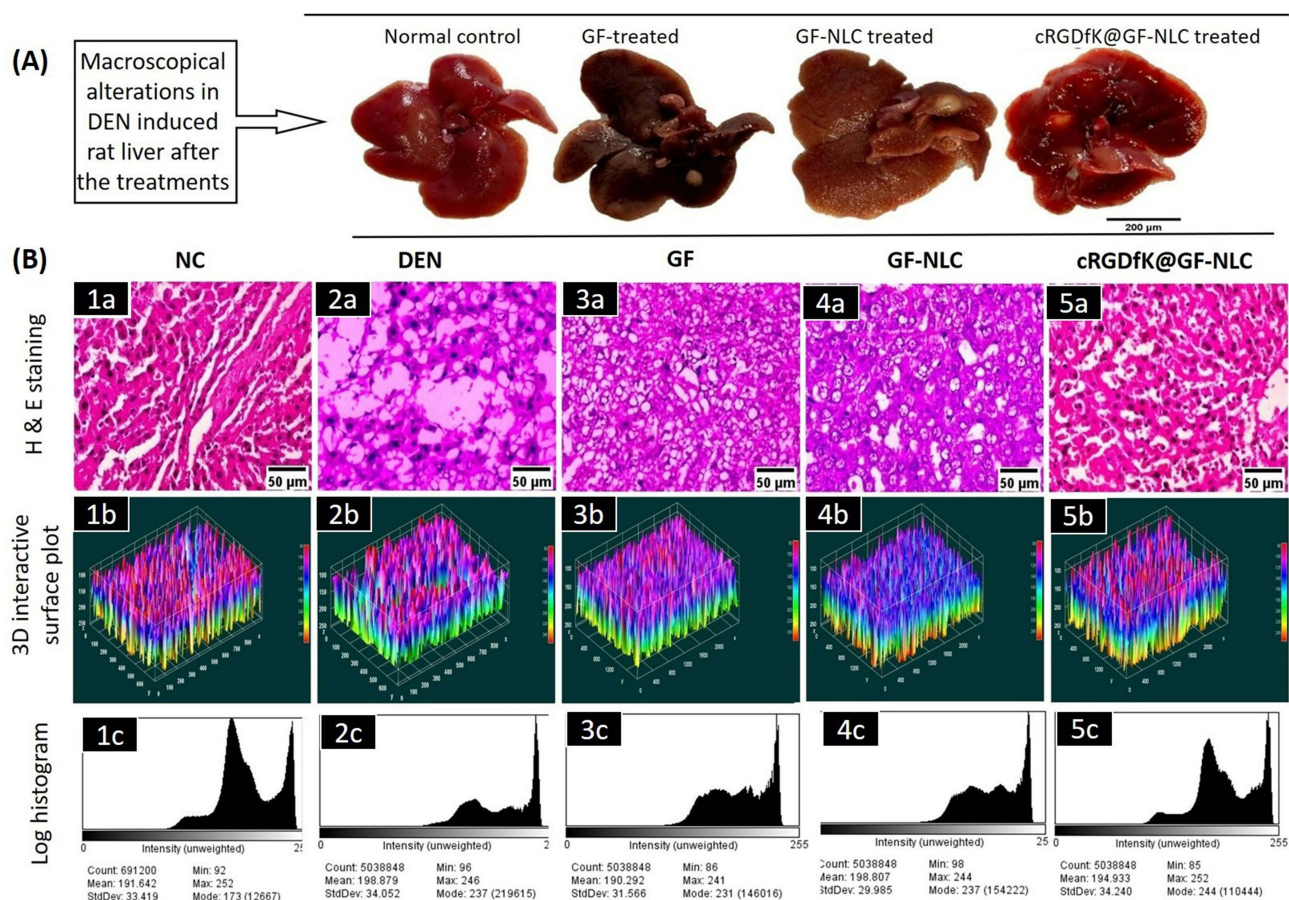 (A)
Macroscopical
alterations in
DEN induced
rat liver after
the treatments
Normal control
GF-treated
GF-NLC treated
cRGDfK@GF-NLC treated
200 µm
(B)
NC
DEN
GF
GF-NLC
cRGDfK@GF-NLC
H & E staining
1a
2a
3a
4a
5a
50 µm
50 µm
50 µm
50 µm
50 µm
3D interactive
surface plot
1b
2b
3b
4b
5b
Log histogram
1c
2c
3c
4c
5c
0
Intensity (unweighted)
25
Count: 691200
Min: 92
Mean: 191.642
Max: 252
StdDev: 33.419
Mode: 173 (12667)
0
Intensity (unweighted)
2
Count: 5038848
Min: 96
Mean: 198.879
Max: 246
StdDev: 34.052
Mode: 237 (219615)
0
Intensity (unweighted)
255
Count: 5038848
Min: 86
Mean: 190.292
Max: 241
StdDev: 31.566
Mode: 231 (146016)
Intensity (unweighted)
25
Count: 5038848
Min: 98
Mean: 198.807
Max: 244
StdDev: 29.985
Mode: 237 (154222)
0
Intensity (unweighted)
255
Count: 5038848
Min: 85
Mean: 194.933
Max: 252
StdDev: 34.240
Mode: 244 (110444)